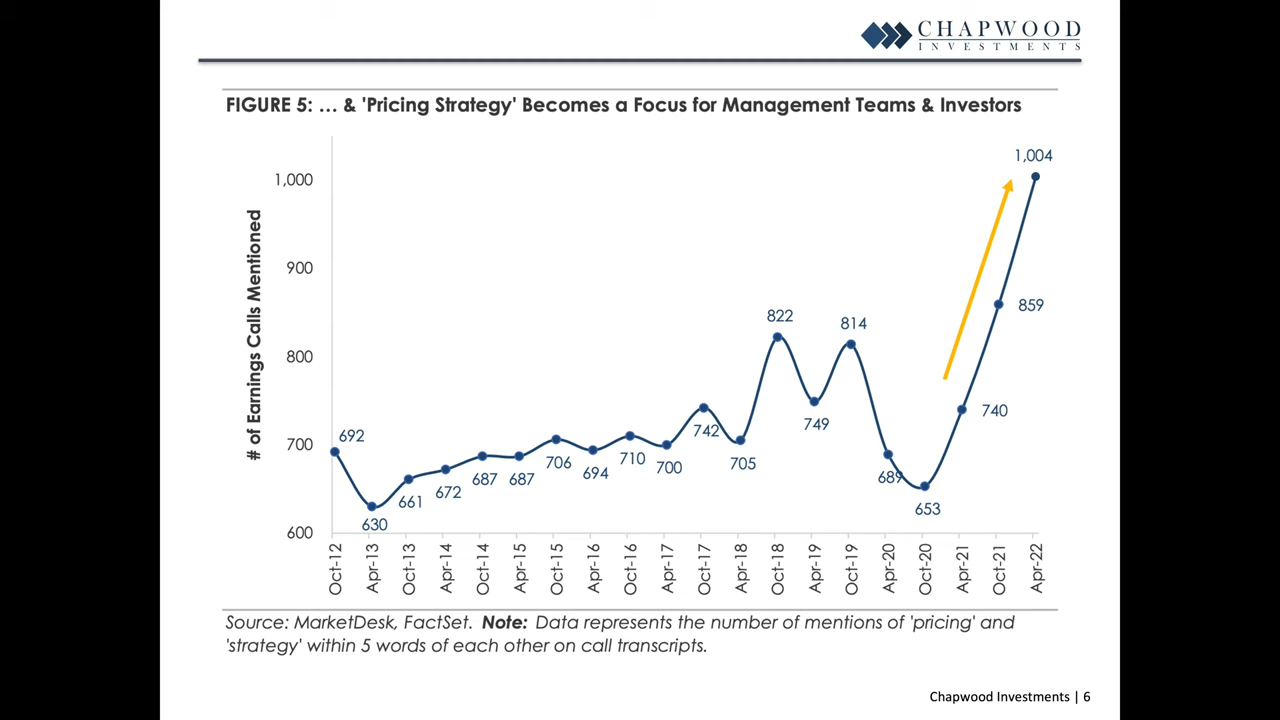 CHAPWOOD
INVESTMENTS
FIGURE 5: … & 'Pricing Strategy' Becomes a Focus for Management Teams & Investors
# of Earnings Calls Mentioned
1,000
900
800
700
600
692
630
661
672
687
687
706
694
710
700
742
705
822
749
814
689
653
740
859
1,004
Oct-12
Apr-13
Oct-13
Apr-14
Oct-14
Apr-15
Oct-15
Apr-16
Oct-16
Apr-17
Oct-17
Apr-18
Oct-18
Apr-19
Oct-19
Apr-20
Oct-20
Apr-21
Oct-21
Apr-22
Source: MarketDesk, FactSet. Note: Data represents the number of mentions of 'pricing' and
'strategy' within 5 words of each other on call transcripts.
Chapwood Investments | 6